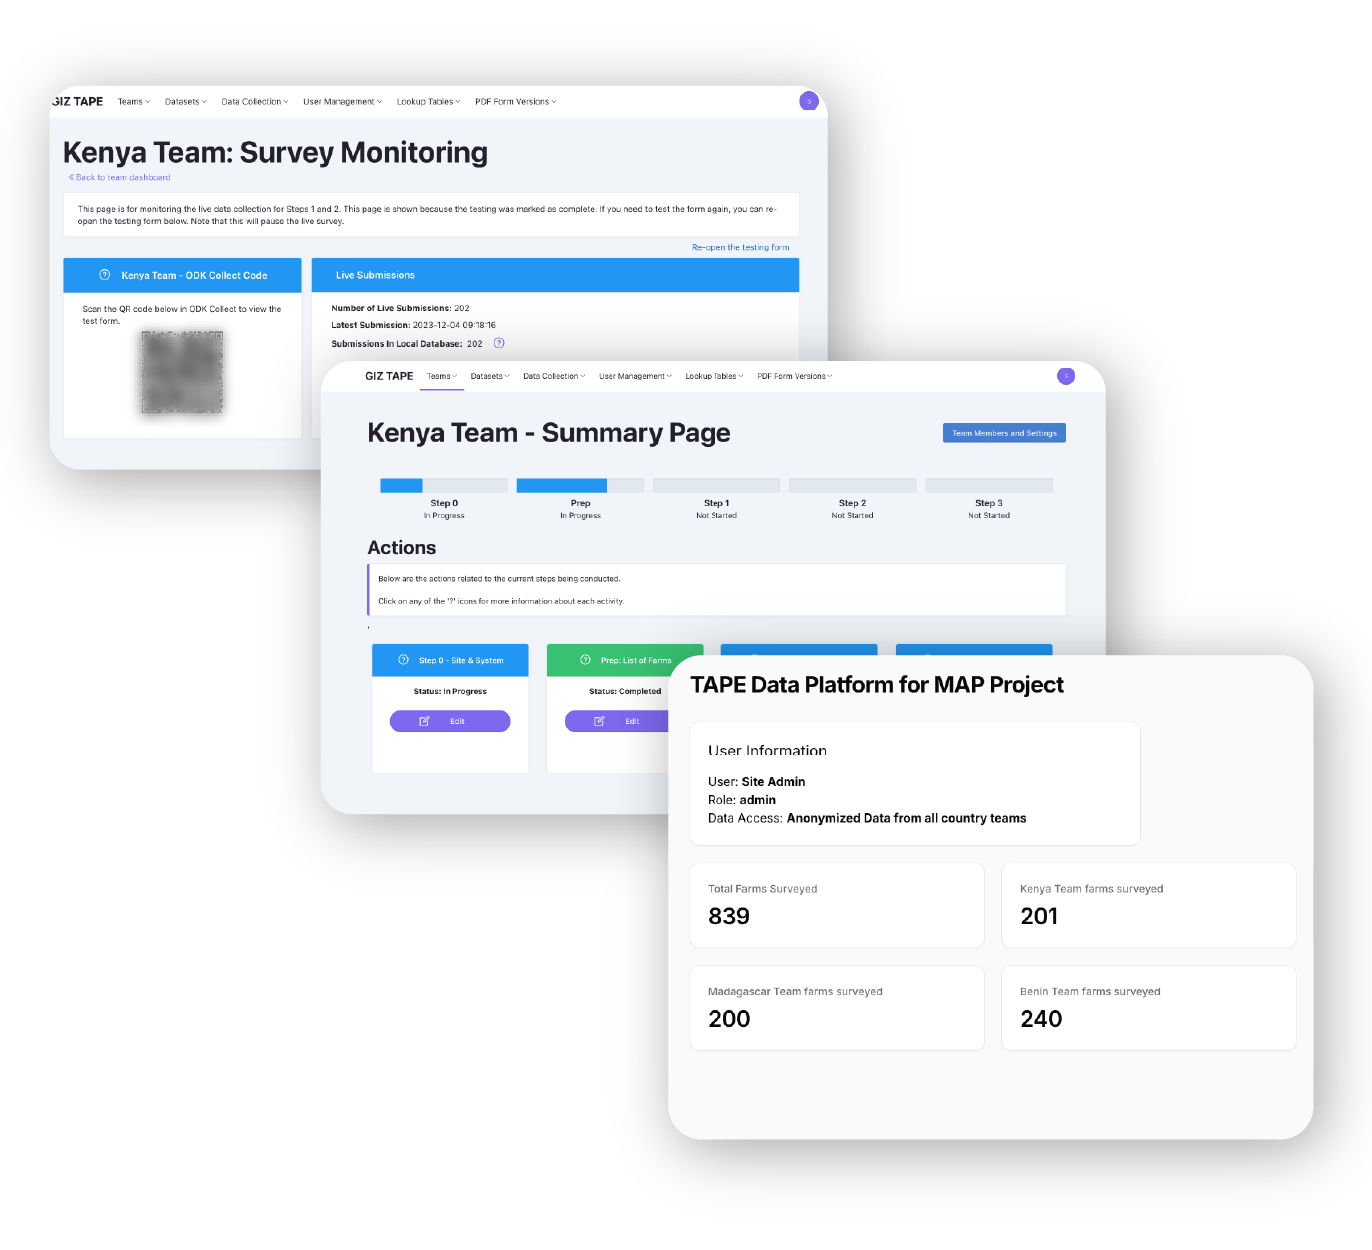 GIZ TAPE Teams Datasets Data Collection User Management Lookup Tables PDF Form Versions S
Kenya Team: Survey Monitoring
« Back to team dashboard
This page is for monitoring the live data collection for Steps 1 and 2. This page is shown because the testing was marked as complete. If you need to test the form again, you can re-
open the testing form below. Note that this will pause the live survey.
Re-open the testing form
? Kenya Team - ODK Collect Code
Scan the QR code below in ODK Collect to view the
test form.
Live Submissions
Number of Live Submissions: 202
Latest Submission: 2023-12-04 09:18:16
Submissions In Local Database: 202 ?
GIZ TAPE Teams Datasets Data Collection User Management Lookup Tables PDF Form Versions S
Kenya Team - Summary Page
Team Members and Settings
Step 0
In Progress
Prep
In Progress
Step 1
Not Started
Step 2
Not Started
Step 3
Not Started
Actions
Below are the actions related to the current steps being conducted.
Click on any of the '?' icons for more information about each activity.
? Step 0 - Site & System
Status: In Progress
Edit
? Prep: List of Farms
Status: Completed
Edit
TAPE Data Platform for MAP Project
User Information
User: Site Admin
Role: admin
Data Access: Anonymized Data from all country teams
Total Farms Surveyed
839
Kenya Team farms surveyed
201
Madagascar Team farms surveyed
200
Benin Team farms surveyed
240